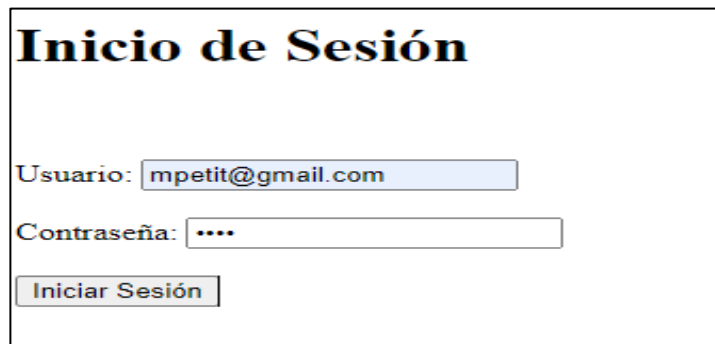 Inicio de Sesión
Usuario: mpetit@gmail.com
Contraseña: ••••
Iniciar Sesión